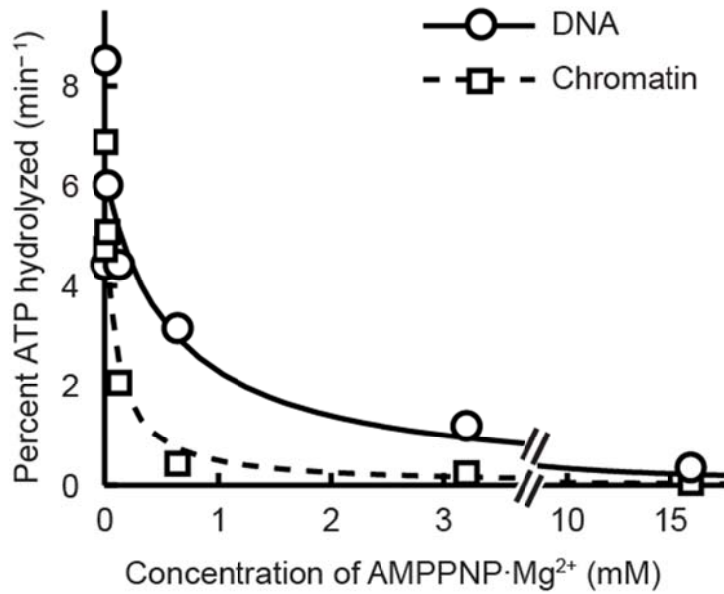 DNA
Chromatin
Percent ATP hydrolyzed (min⁻¹)
8
6
4
2
0
0 1 2 3 10 15
Concentration of AMPPNP·Mg²⁺ (mM)